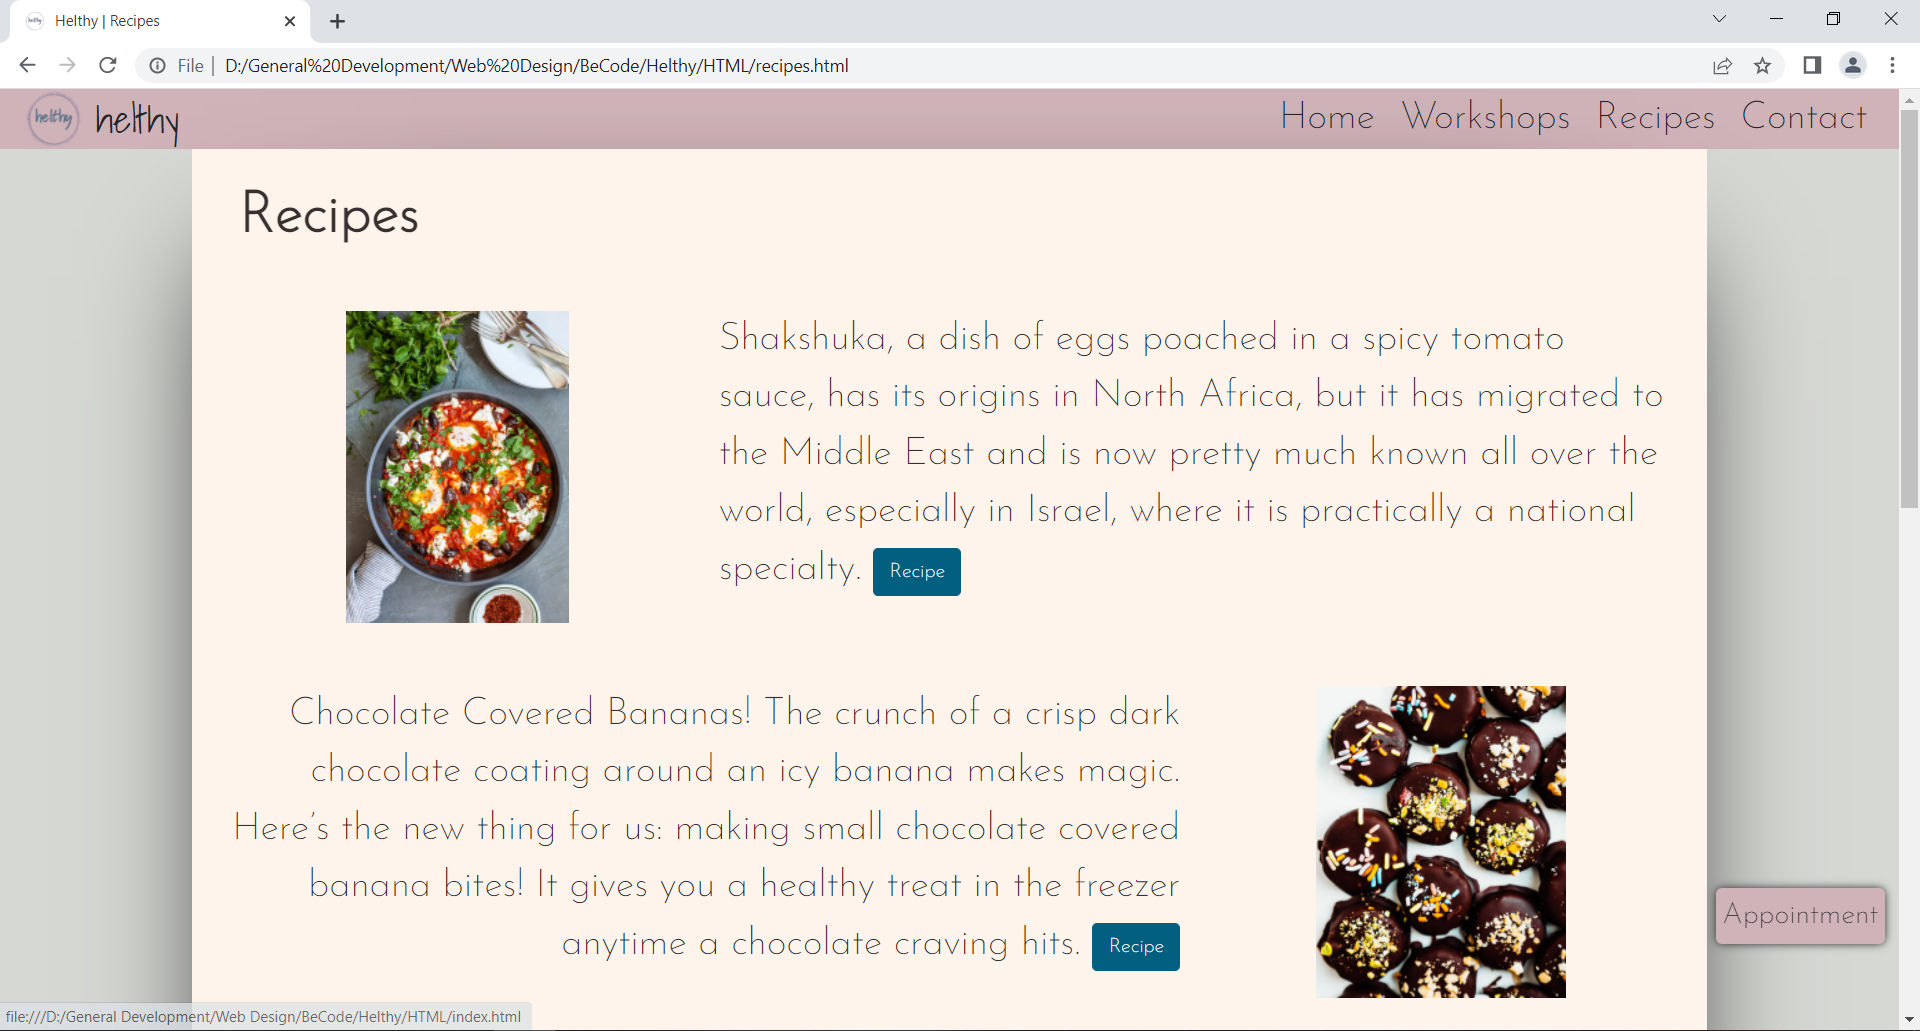 Helthy | Recipes
File | D:/General%20Development/Web%20Design/BeCode/Helthy/HTML/recipes.html
helthy helthy Home Workshops Recipes Contact
Recipes
Shakshuka, a dish of eggs poached in a spicy tomato
sauce, has its origins in North Africa, but it has migrated to
the Middle East and is now pretty much known all over the
world, especially in Israel, where it is practically a national
specialty. Recipe
Chocolate Covered Bananas! The crunch of a crisp dark
chocolate coating around an icy banana makes magic.
Here’s the new thing for us: making small chocolate covered
banana bites! It gives you a healthy treat in the freezer
anytime a chocolate craving hits. Recipe
Appointment
file:///D:/General Development/Web Design/BeCode/Helthy/HTML/index.html